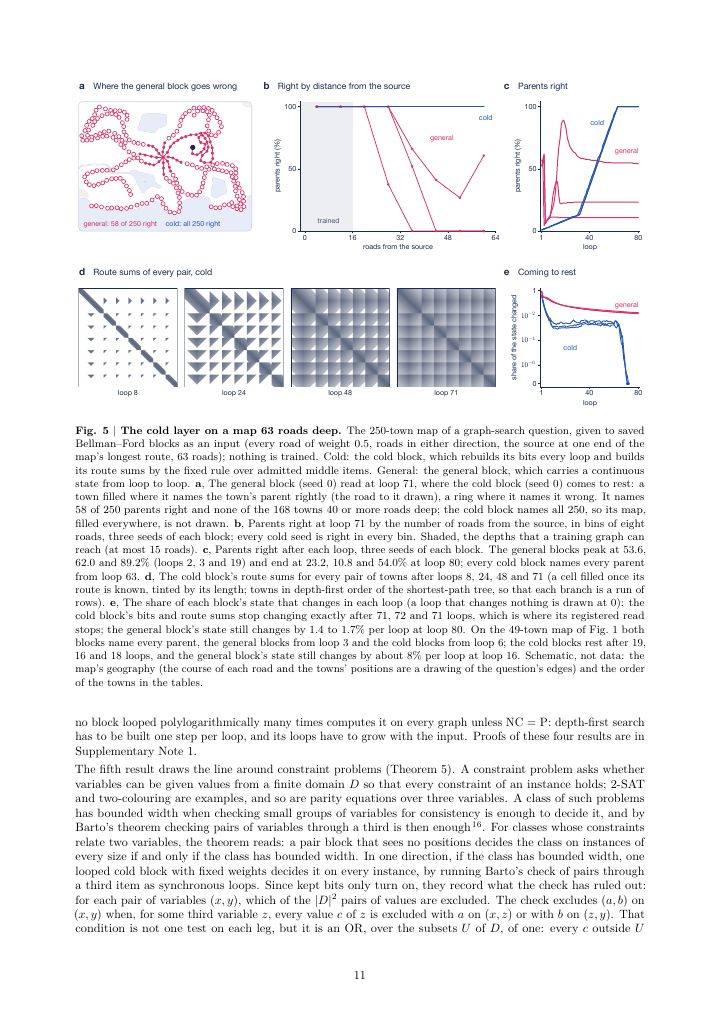 a Where the general block goes wrong
b Right by distance from the source
c Parents right
general: 58 of 250 right cold: all 250 right
parents right (%)
100
50
0
trained
cold
general
0 16 32 48 64
roads from the source
parents right (%)
100
50
0
cold
general
1 40 80
loop
d Route sums of every pair, cold
e Coming to rest
loop 8
loop 24
loop 48
loop 71
share of the state changed
1
10⁻²
10⁻⁴
10⁻⁶
0
general
cold
1 40 80
loop
Fig. 5 | The cold layer on a map 63 roads deep. The 250-town map of a graph-search question, given to saved
Bellman–Ford blocks as an input (every road of weight 0.5, roads in either direction, the source at one end of the
map's longest route, 63 roads); nothing is trained. Cold: the cold block, which rebuilds its bits every loop and builds
its route sums by the fixed rule over admitted middle items. General: the general block, which carries a continuous
state from loop to loop. a, The general block (seed 0) read at loop 71, where the cold block (seed 0) comes to rest: a
town filled where it names the town's parent rightly (the road to it drawn), a ring where it names it wrong. It names
58 of 250 parents right and none of the 168 towns 40 or more roads deep; the cold block names all 250, so its map,
filled everywhere, is not drawn. b, Parents right at loop 71 by the number of roads from the source, in bins of eight
roads, three seeds of each block; every cold seed is right in every bin. Shaded, the depths that a training graph can
reach (at most 15 roads). c, Parents right after each loop, three seeds of each block. The general blocks peak at 53.6,
62.0 and 89.2% (loops 2, 3 and 19) and end at 23.2, 10.8 and 54.0% at loop 80; every cold block names every parent
from loop 63. d, The cold block's route sums for every pair of towns after loops 8, 24, 48 and 71 (a cell filled once its
route is known, tinted by its length; towns in depth-first order of the shortest-path tree, so that each branch is a run of
rows). e, The share of each block's state that changes in each loop (a loop that changes nothing is drawn at 0): the
cold block's bits and route sums stop changing exactly after 71, 72 and 71 loops, which is where its registered read
stops; the general block's state still changes by 1.4 to 1.7% per loop at loop 80. On the 49-town map of Fig. 1 both
blocks name every parent, the general blocks from loop 3 and the cold blocks from loop 6; the cold blocks rest after 19,
16 and 18 loops, and the general block's state still changes by about 8% per loop at loop 16. Schematic, not data: the
map's geography (the course of each road and the towns' positions are a drawing of the question's edges) and the order
of the towns in the tables.
no block looped polylogarithmically many times computes it on every graph unless NC = P: depth-first search
has to be built one step per loop, and its loops have to grow with the input. Proofs of these four results are in
Supplementary Note 1.
The fifth result draws the line around constraint problems (Theorem 5). A constraint problem asks whether
variables can be given values from a finite domain D so that every constraint of an instance holds; 2-SAT
and two-colouring are examples, and so are parity equations over three variables. A class of such problems
has bounded width when checking small groups of variables for consistency is enough to decide it, and by
Barto's theorem checking pairs of variables through a third is then enough¹⁶. For classes whose constraints
relate two variables, the theorem reads: a pair block that sees no positions decides the class on instances of
every size if and only if the class has bounded width. In one direction, if the class has bounded width, one
looped cold block with fixed weights decides it on every instance, by running Barto's check of pairs through
a third item as synchronous loops. Since kept bits only turn on, they record what the check has ruled out:
for each pair of variables (x, y), which of the |D|² pairs of values are excluded. The check excludes (a, b) on
(x, y) when, for some third variable z, every value c of z is excluded with a on (x, z) or with b on (z, y). That
condition is not one test on each leg, but it is an OR, over the subsets U of D, of one: every c outside U
11